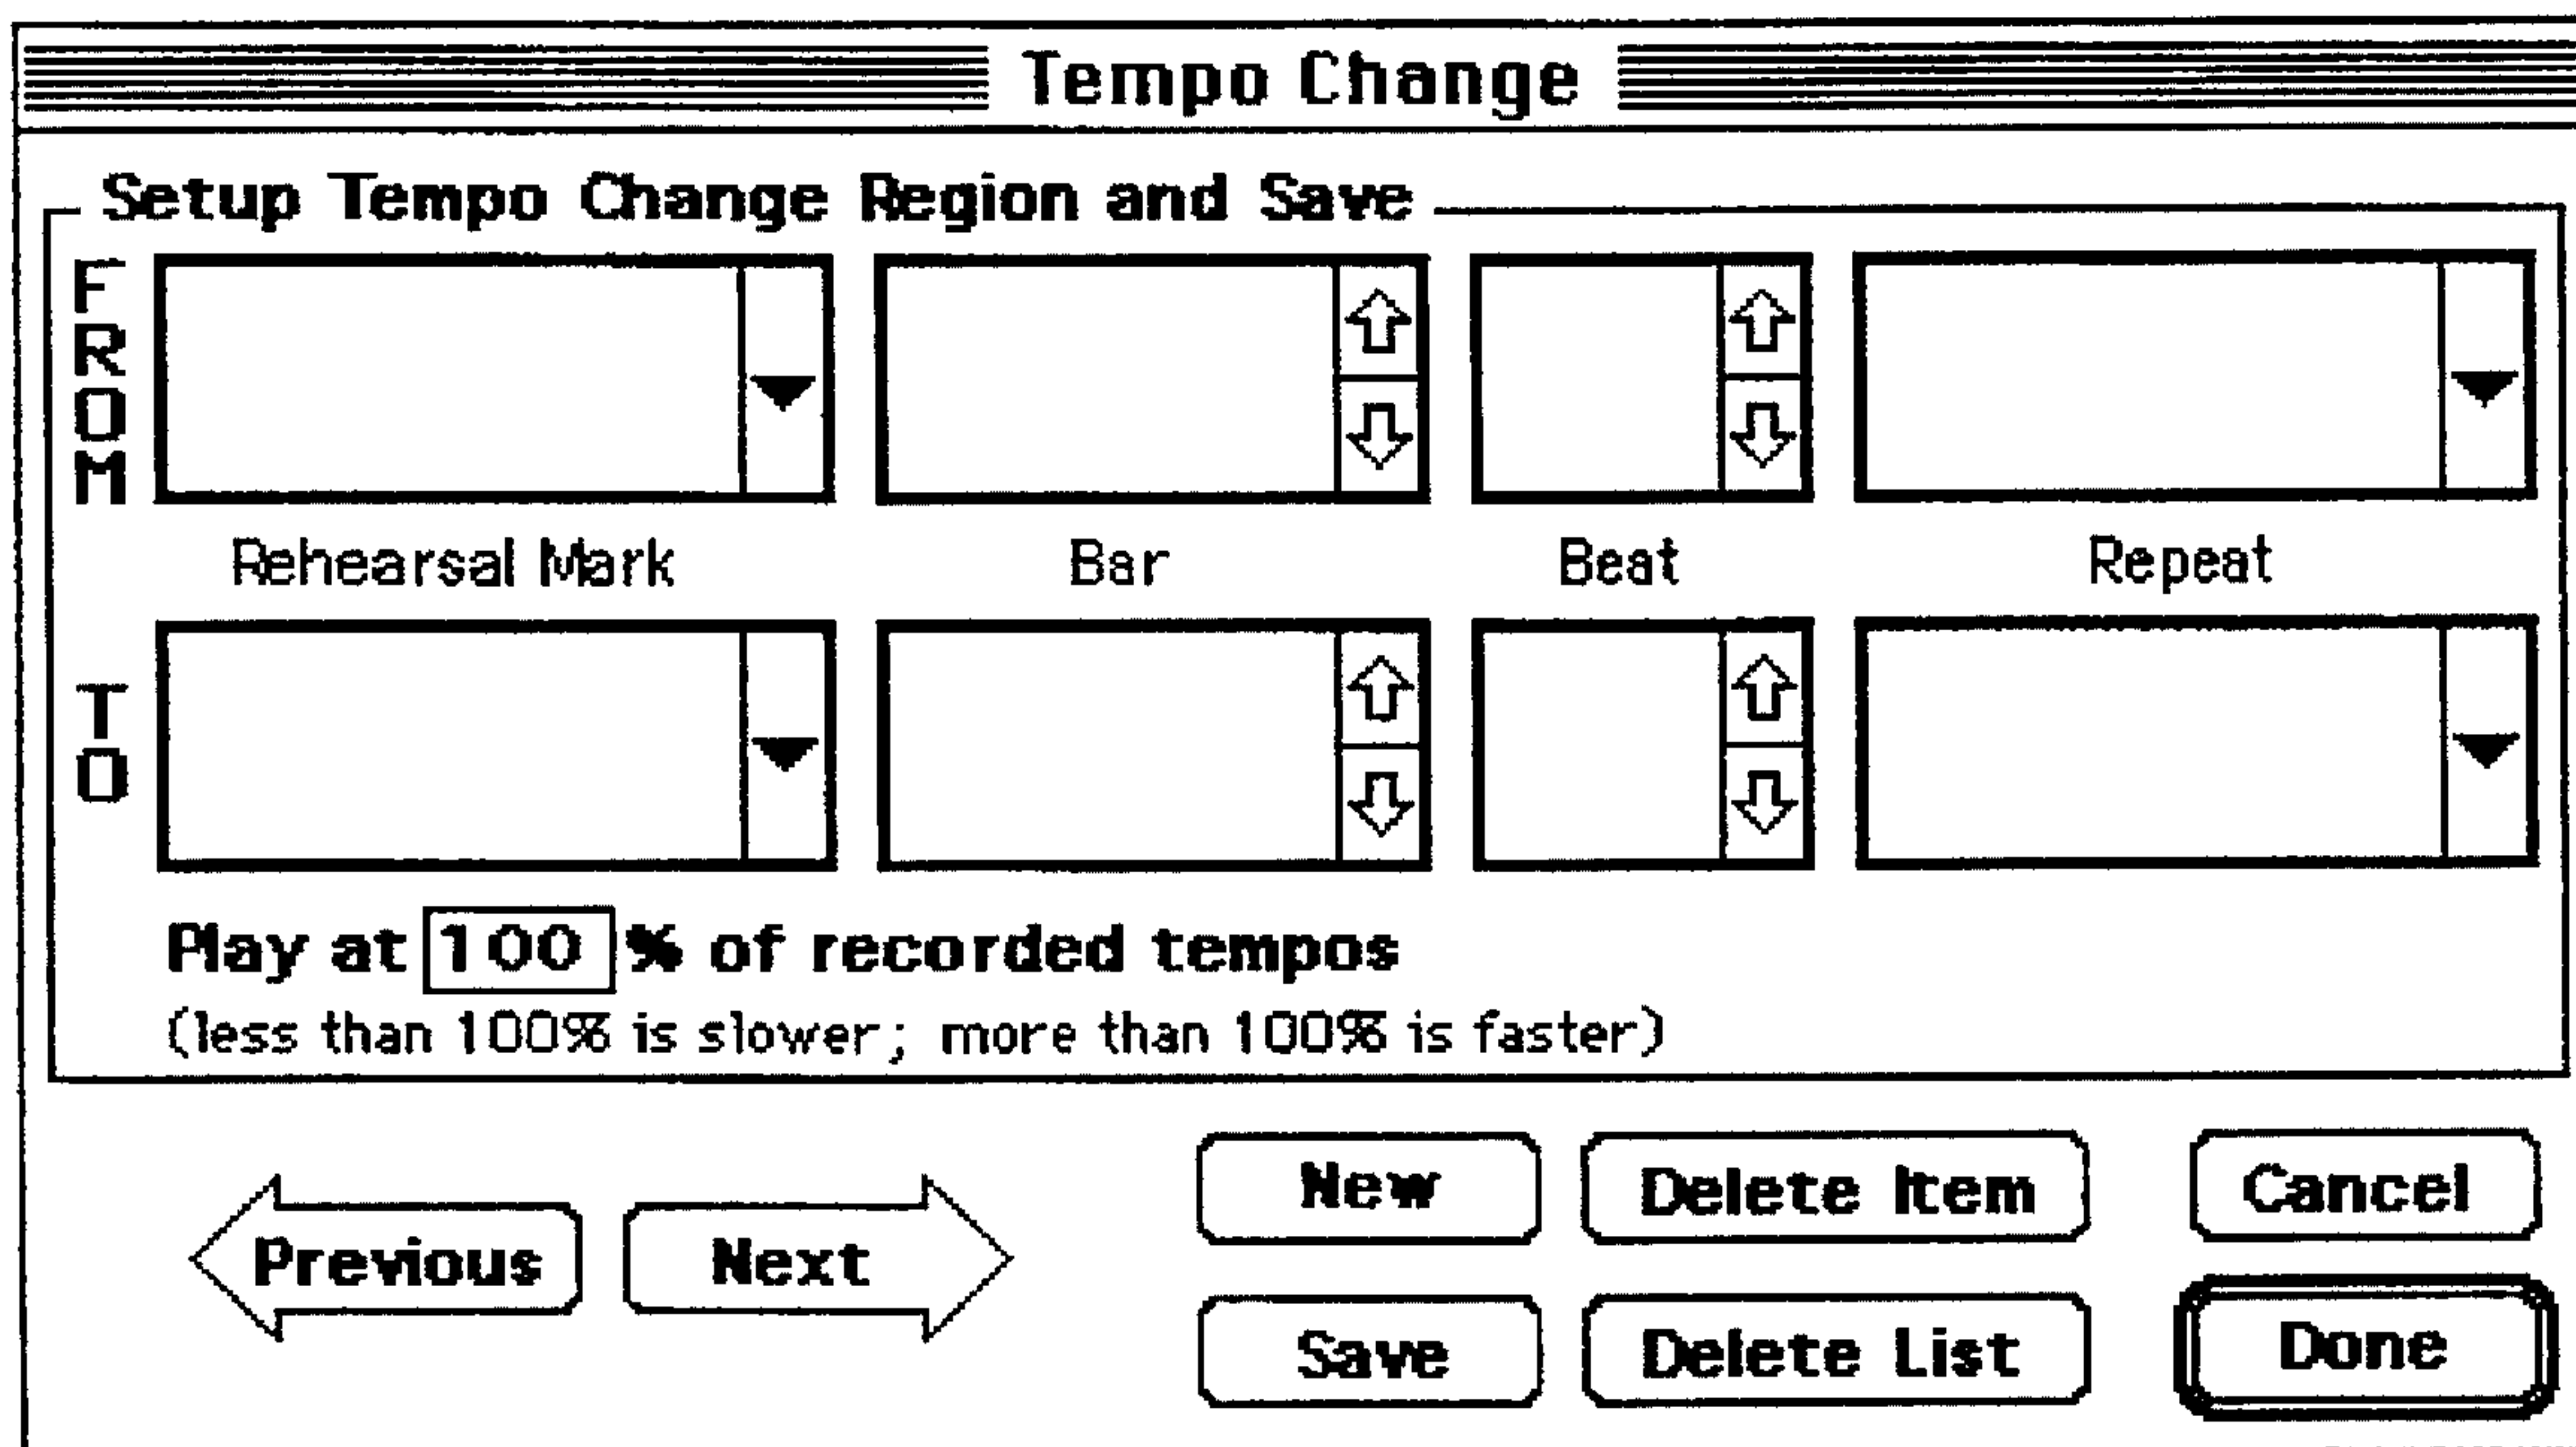 Tempo Change
Setup Tempo Change Region and Save
FROM
Rehearsal Mark Bar Beat Repeat
TO
Play at 100 % of recorded tempos
(less than 100% is slower; more than 100% is faster)
New Delete Item Cancel
Previous Next
Save Delete List Done